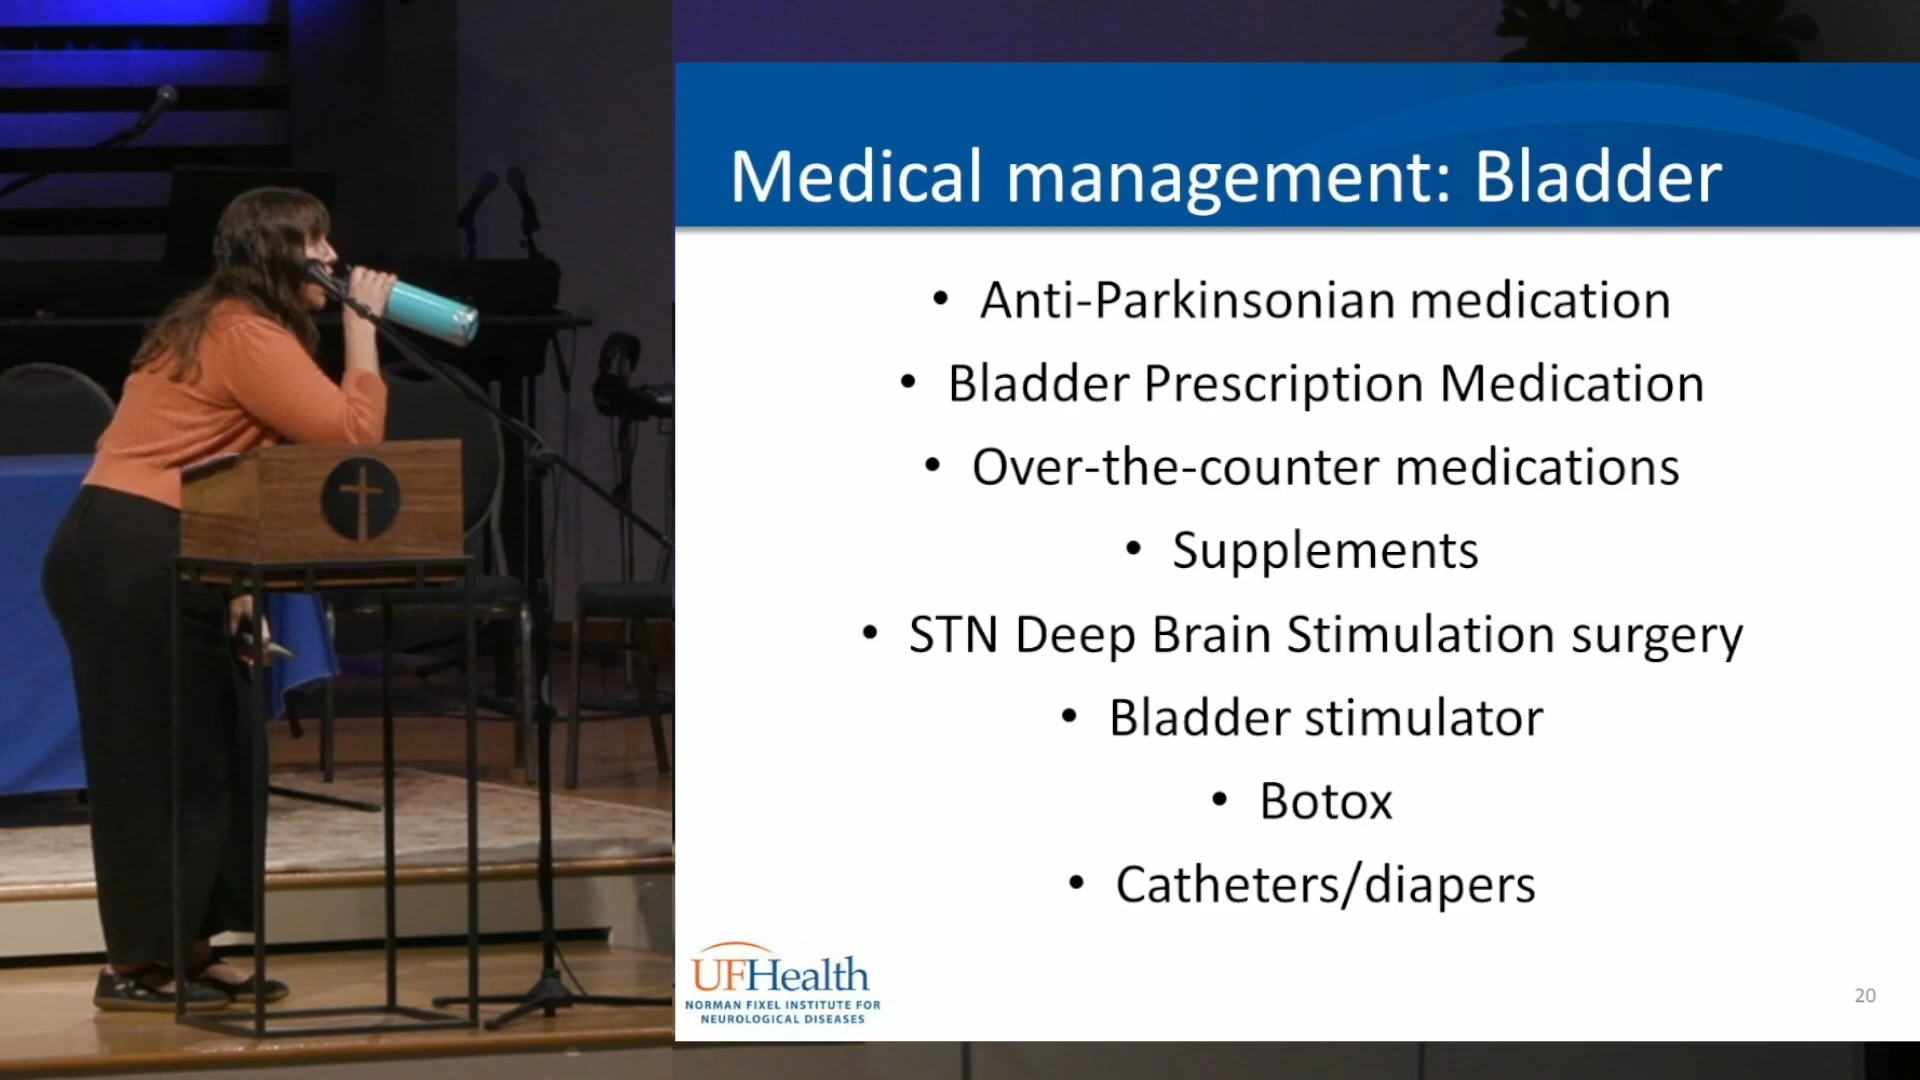 Medical management: Bladder
• Anti-Parkinsonian medication
• Bladder Prescription Medication
• Over-the-counter medications
• Supplements
• STN Deep Brain Stimulation surgery
• Bladder stimulator
• Botox
• Catheters/diapers
UFHealth
NORMAN FIXEL INSTITUTE FOR
NEUROLOGICAL DISEASES
20